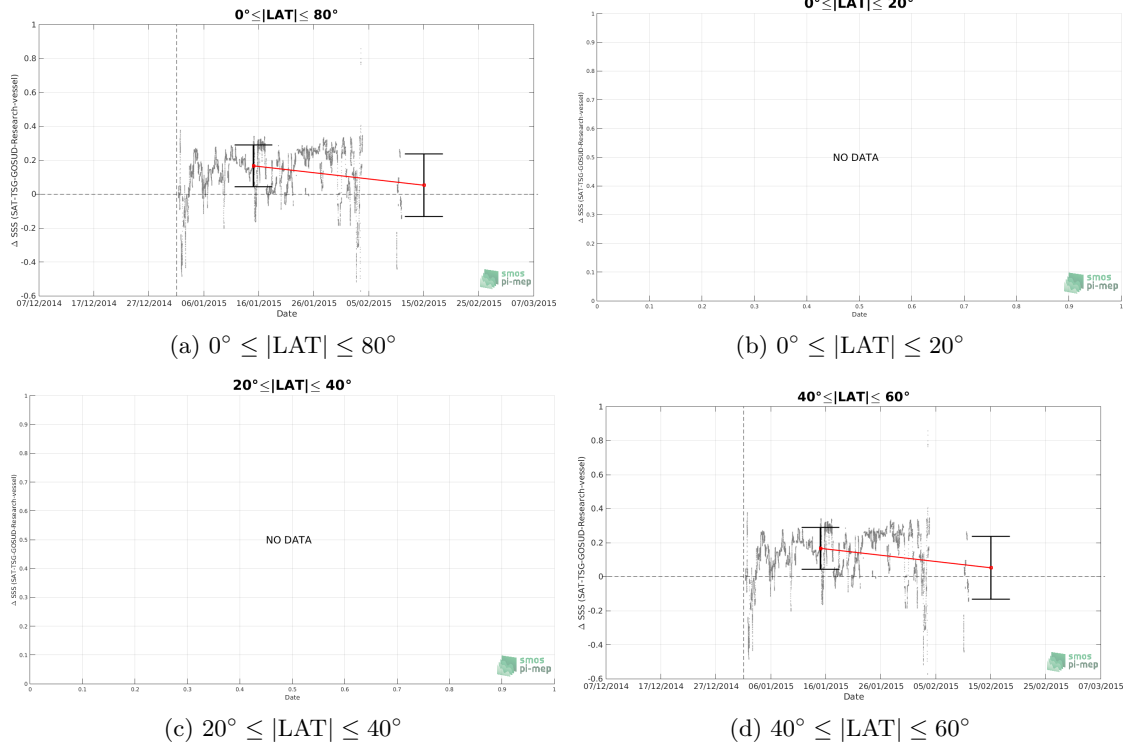 0°≤|LAT|≤ 80°
Δ SSS (SAT-TSG-GOSUD-Research-vessel)
1
0.8
0.6
0.4
0.2
0
-0.2
-0.4
-0.6
07/12/2014 17/12/2014 27/12/2014 06/01/2015 16/01/2015 26/01/2015 05/02/2015 15/02/2015 25/02/2015 07/03/2015
Date
smos
pi-mep
(a) 0° ≤ |LAT| ≤ 80°
0°≤|LAT|≤ 20°
Δ SSS (SAT-TSG-GOSUD-Research-vessel)
1
0.9
0.8
0.7
0.6
0.5
0.4
0.3
0.2
0.1
0
NO DATA
0 0.1 0.2 0.3 0.4 0.5 0.6 0.7 0.8 0.9 1
Date
smos
pi-mep
(b) 0° ≤ |LAT| ≤ 20°
20°≤|LAT|≤ 40°
Δ SSS (SAT-TSG-GOSUD-Research-vessel)
1
0.9
0.8
0.7
0.6
0.5
0.4
0.3
0.2
0.1
0
NO DATA
0 0.1 0.2 0.3 0.4 0.5 0.6 0.7 0.8 0.9 1
Date
smos
pi-mep
(c) 20° ≤ |LAT| ≤ 40°
40°≤|LAT|≤ 60°
Δ SSS (SAT-TSG-GOSUD-Research-vessel)
1
0.8
0.6
0.4
0.2
0
-0.2
-0.4
-0.6
07/12/2014 17/12/2014 27/12/2014 06/01/2015 16/01/2015 26/01/2015 05/02/2015 15/02/2015 25/02/2015 07/03/2015
Date
smos
pi-mep
(d) 40° ≤ |LAT| ≤ 60°